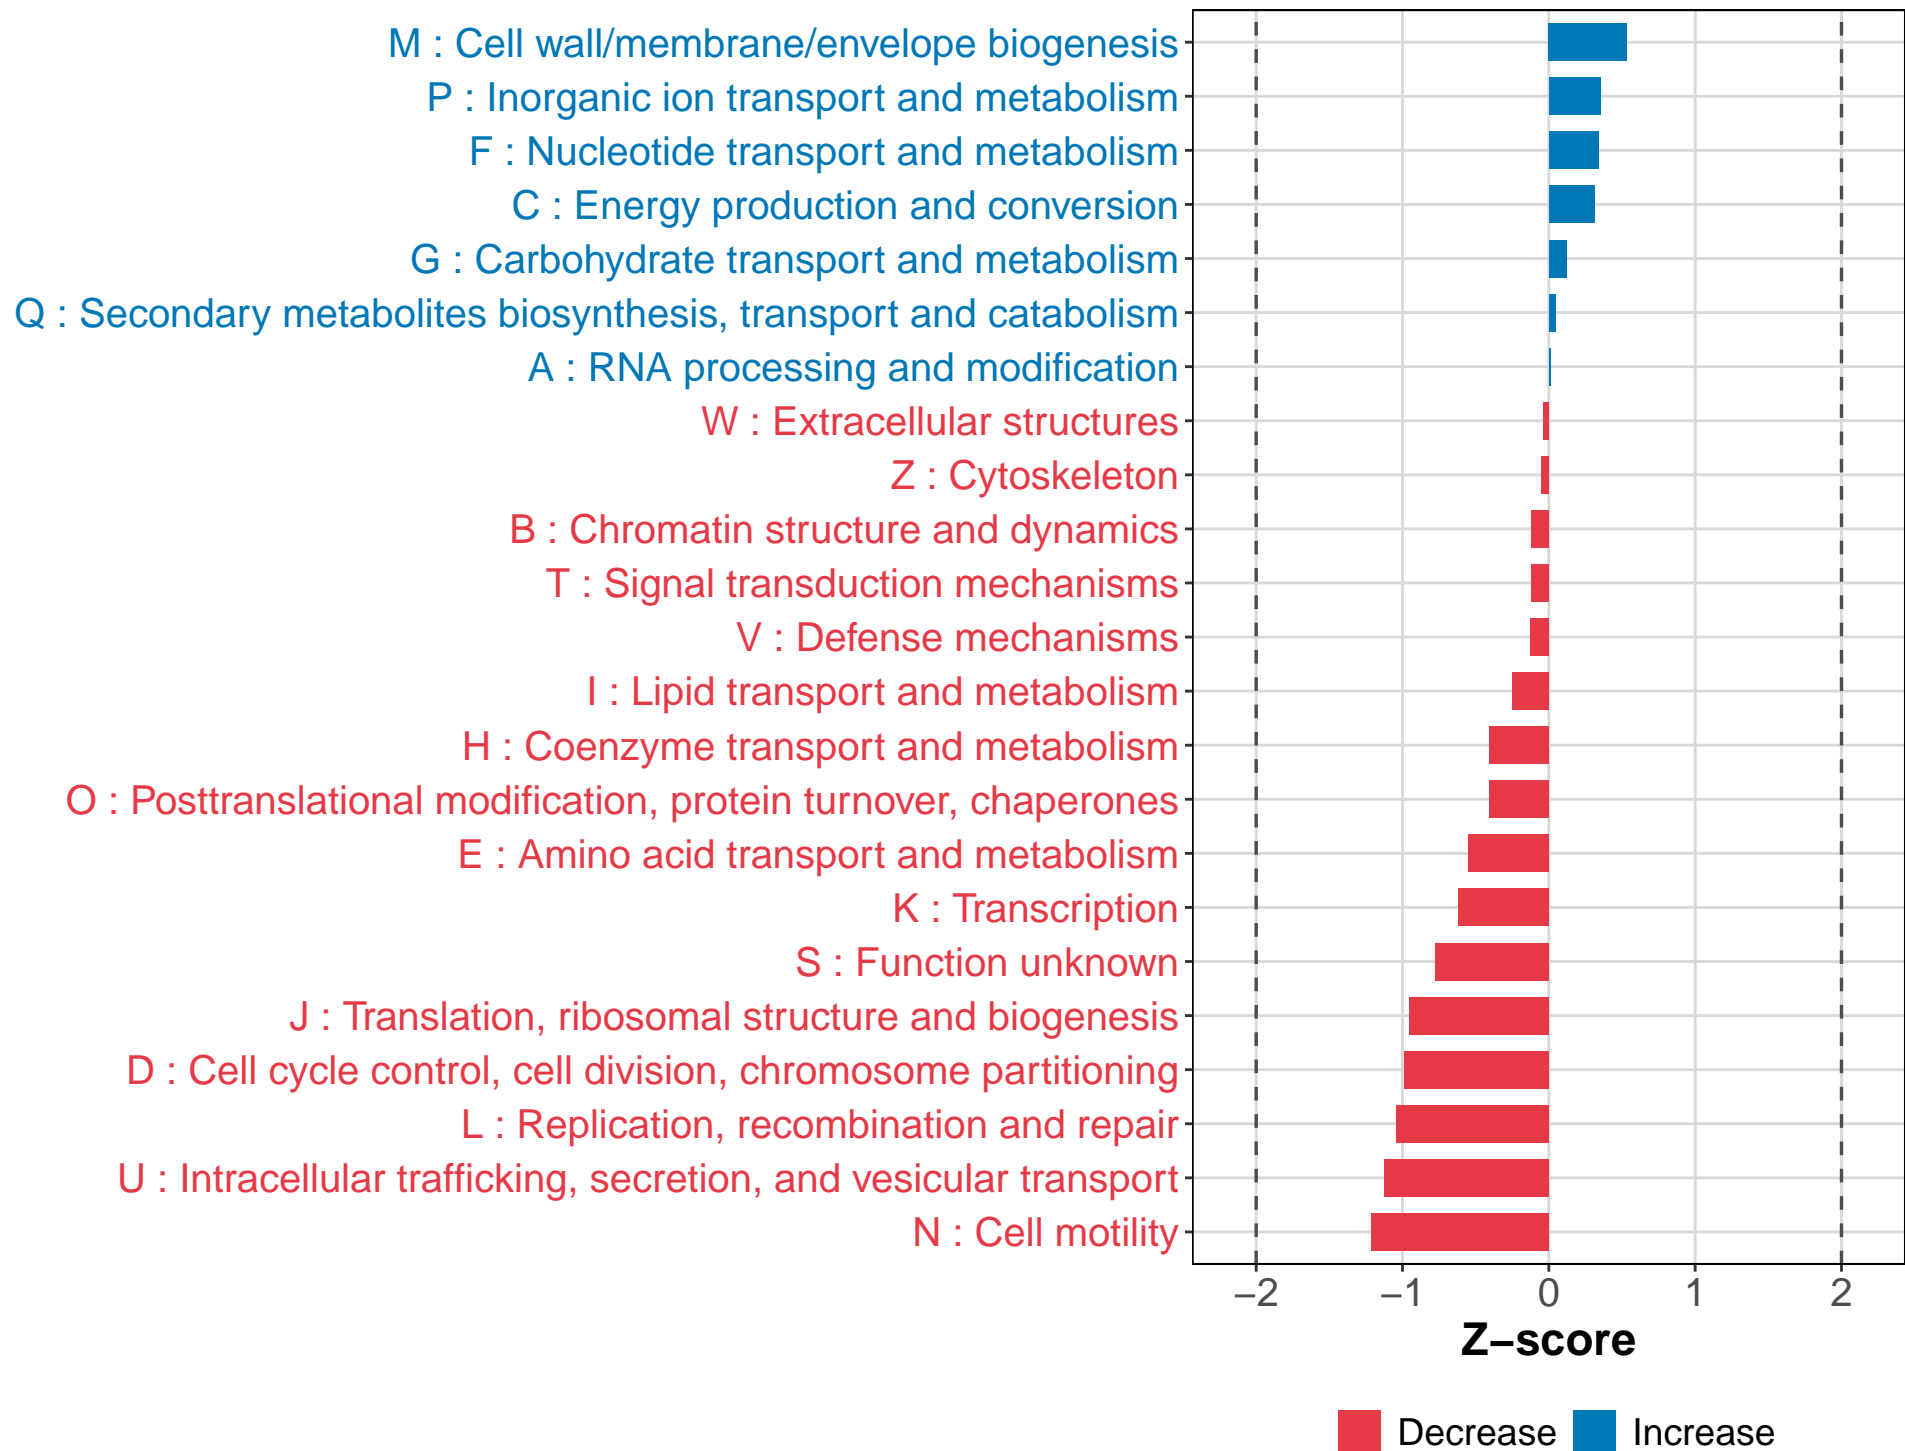 M : Cell wall/membrane/envelope biogenesis
P : Inorganic ion transport and metabolism
F : Nucleotide transport and metabolism
C : Energy production and conversion
G : Carbohydrate transport and metabolism
Q : Secondary metabolites biosynthesis, transport and catabolism
A : RNA processing and modification
W : Extracellular structures
Z : Cytoskeleton
B : Chromatin structure and dynamics
T : Signal transduction mechanisms
V : Defense mechanisms
I : Lipid transport and metabolism
H : Coenzyme transport and metabolism
O : Posttranslational modification, protein turnover, chaperones
E : Amino acid transport and metabolism
K : Transcription
S : Function unknown
J : Translation, ribosomal structure and biogenesis
D : Cell cycle control, cell division, chromosome partitioning
L : Replication, recombination and repair
U : Intracellular trafficking, secretion, and vesicular transport
N : Cell motility
−2 −1 0 1 2
Z−score
Decrease Increase